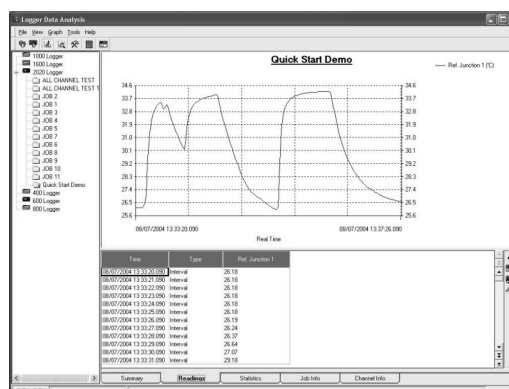 Logger Data Analysis
File View Graph Tools Help
1000 Logger
1600 Logger
2020 Logger
ALL CHANNEL TEST
ALL CHANNEL TEST 1
JOB 2
JOB 1
JOB 3
JOB 4
JOB 5
JOB 7
JOB 6
JOB 8
JOB 9
JOB 10
JOB 11
Quick Start Demo
400 Logger
600 Logger
800 Logger
Quick Start Demo
Ref. Junction 1 (°C)
34.6 34.6
33.7 33.7
32.8 32.8
31.9 31.9
31.0 31.0
30.1 30.1
29.2 29.2
28.3 28.3
27.4 27.4
26.5 26.5
25.6 25.6
08/07/2004 13:33:20.090 08/07/2004 13:37:26.090
Real Time
Time Type Ref. Junction 1
08/07/2004 13:33:20.090 Interval 26.18
08/07/2004 13:33:21.090 Interval 26.18
08/07/2004 13:33:22.090 Interval 26.18
08/07/2004 13:33:23.090 Interval 26.18
08/07/2004 13:33:24.090 Interval 26.18
08/07/2004 13:33:25.090 Interval 26.18
08/07/2004 13:33:26.090 Interval 26.19
08/07/2004 13:33:27.090 Interval 26.24
08/07/2004 13:33:28.090 Interval 26.37
08/07/2004 13:33:29.090 Interval 26.64
08/07/2004 13:33:30.090 Interval 27.07
08/07/2004 13:33:31.090 Interval 29.18
Summary Readings Statistics Job Info Channel Info